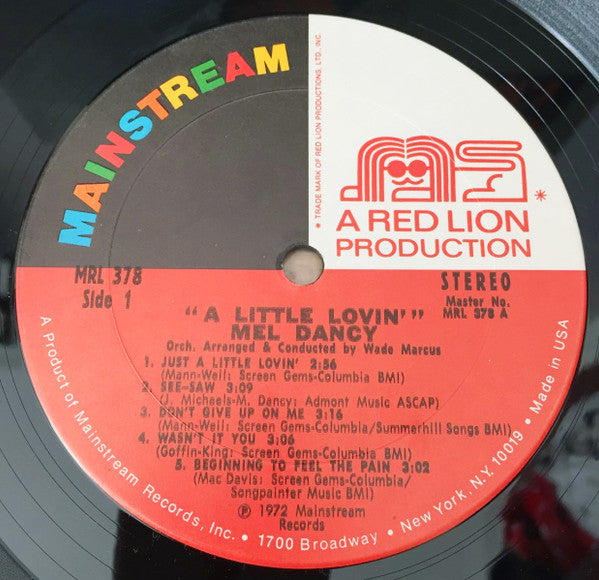 MAINSTREAM
* TRADE MARK OF RED LION PRODUCTIONS, LTD. INC.
*
A RED LION
PRODUCTION
MRL 378
Side 1
STEREO
Master No.
MRL 378 A
"A LITTLE LOVIN'"
MEL DANCY
Orch. Arranged & Conducted by Wade Marcus
1. JUST A LITTLE LOVIN' 2:56
(Mann-Weil: Screen Gems-Columbia BMI)
2. SEE-SAW 3:09
(J. Michaels-M. Dancy: Admont Music ASCAP)
3. DON'T GIVE UP ON ME 3:16
(Mann-Weil: Screen Gems-Columbia/Summerhill Songs BMI)
4. WASN'T IT YOU 3:06
(Goffin-King: Screen Gems-Columbia BMI)
5. BEGINNING TO FEEL THE PAIN 3:02
(Mac Davis: Screen Gems-Columbia/
Songpainter Music BMI)
℗ 1972 Mainstream
Records
A Product of Mainstream Records, Inc. • 1700 Broadway • New York, N.Y. 10019 • Made in USA